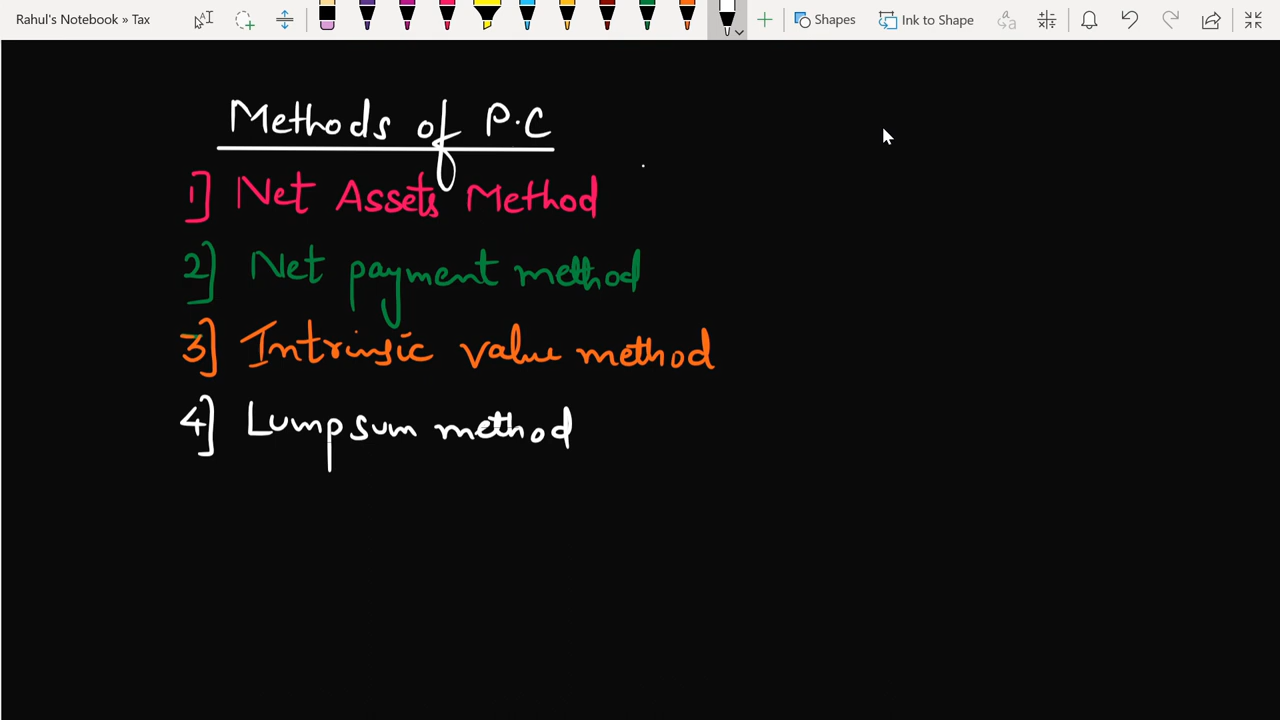 Rahul's Notebook » Tax
Shapes
Ink to Shape
Methods of P.C
1] Net Assets Method
2] Net payment method
3] Intrinsic value method
4] Lumpsum method